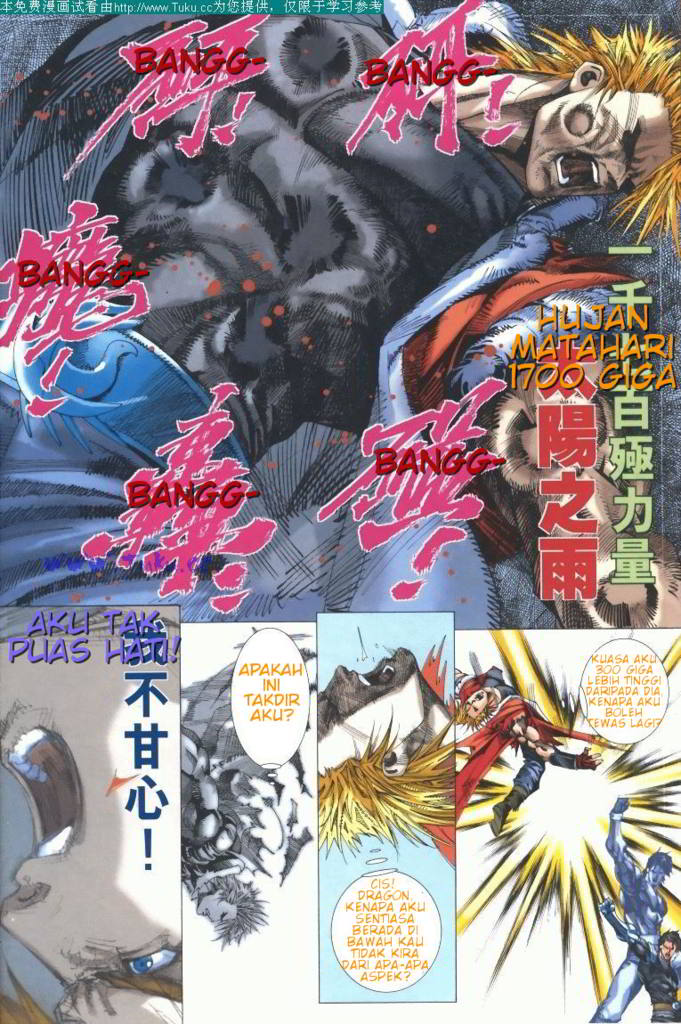 本免费漫画试看由http://www.Tuku.cc为您提供，仅限于学习参考
BANGG-
BANGG-
BANGG-
BANGG-
BANGG-
HUJAN
MATAHARI
1700 GIGA
太陽之雨
百極力量
KUASA AKU
300 GIGA
LEBIH TINGGI
DARIPADA DIA
KENAPA AKU
BOLEH
TEWAS LAGI?
CIS!
DRAGON,
KENAPA AKU
SENTIASA
BERADA DI
BAWAH KAU
TIDAK KIRA
DARI APA-APA
ASPEK?
APAKAH
INI
TAKDIR
AKU?
AKU TAK
PUAS HATI!
我不甘心！